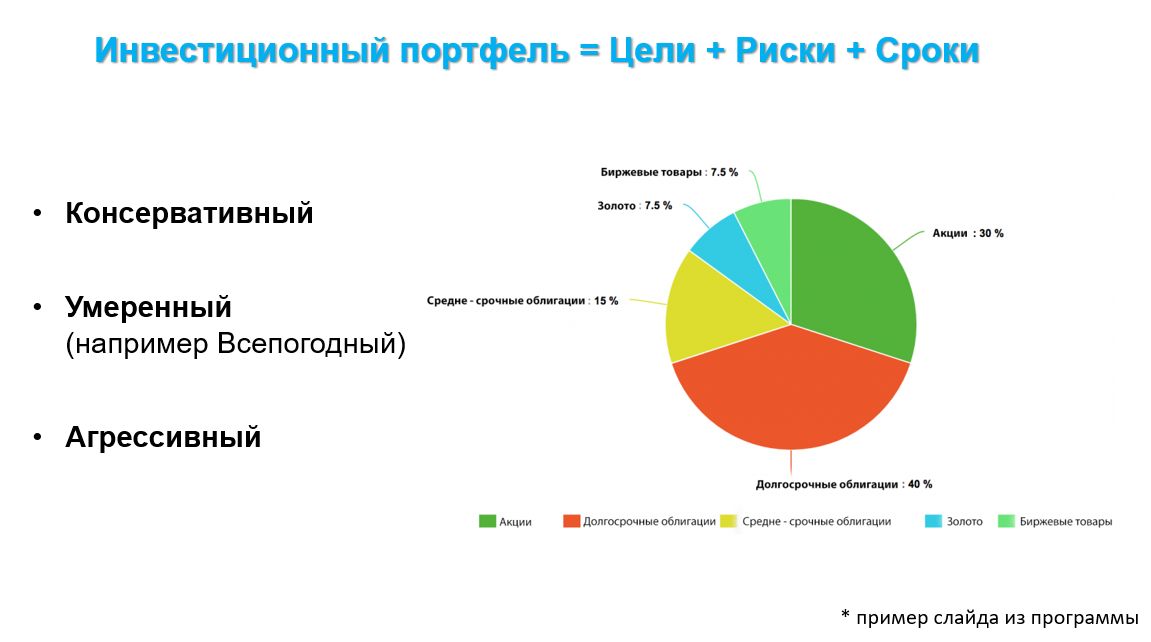 Инвестиционный портфель = Цели + Риски + Сроки
• Консервативный
• Умеренный
(например Всепогодный)
• Агрессивный
Биржевые товары : 7.5 %
Золото : 7.5 %
Акции : 30 %
Средне - срочные облигации : 15 %
Долгосрочные облигации : 40 %
Акции Долгосрочные облигации Средне - срочные облигации Золото Биржевые товары
* пример слайда из программы